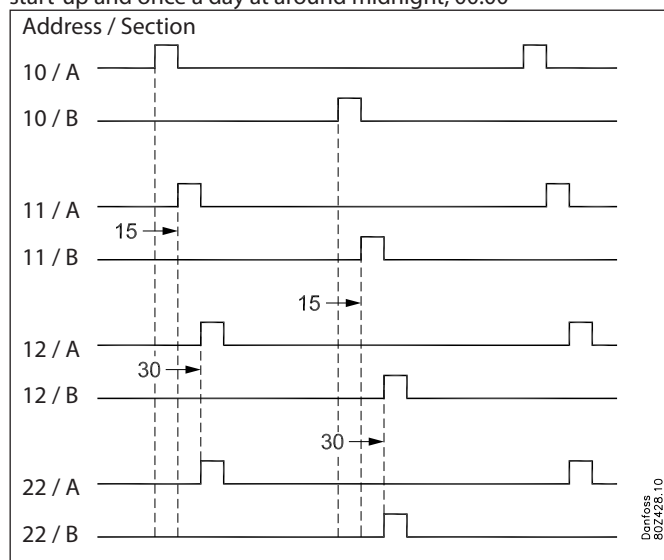 start-up and once a day at around midnight, 00:00
Address / Section
10 / A
10 / B
11 / A
15
11 / B
15
12 / A
30
12 / B
30
22 / A
22 / B
Danfoss
80Z428.10